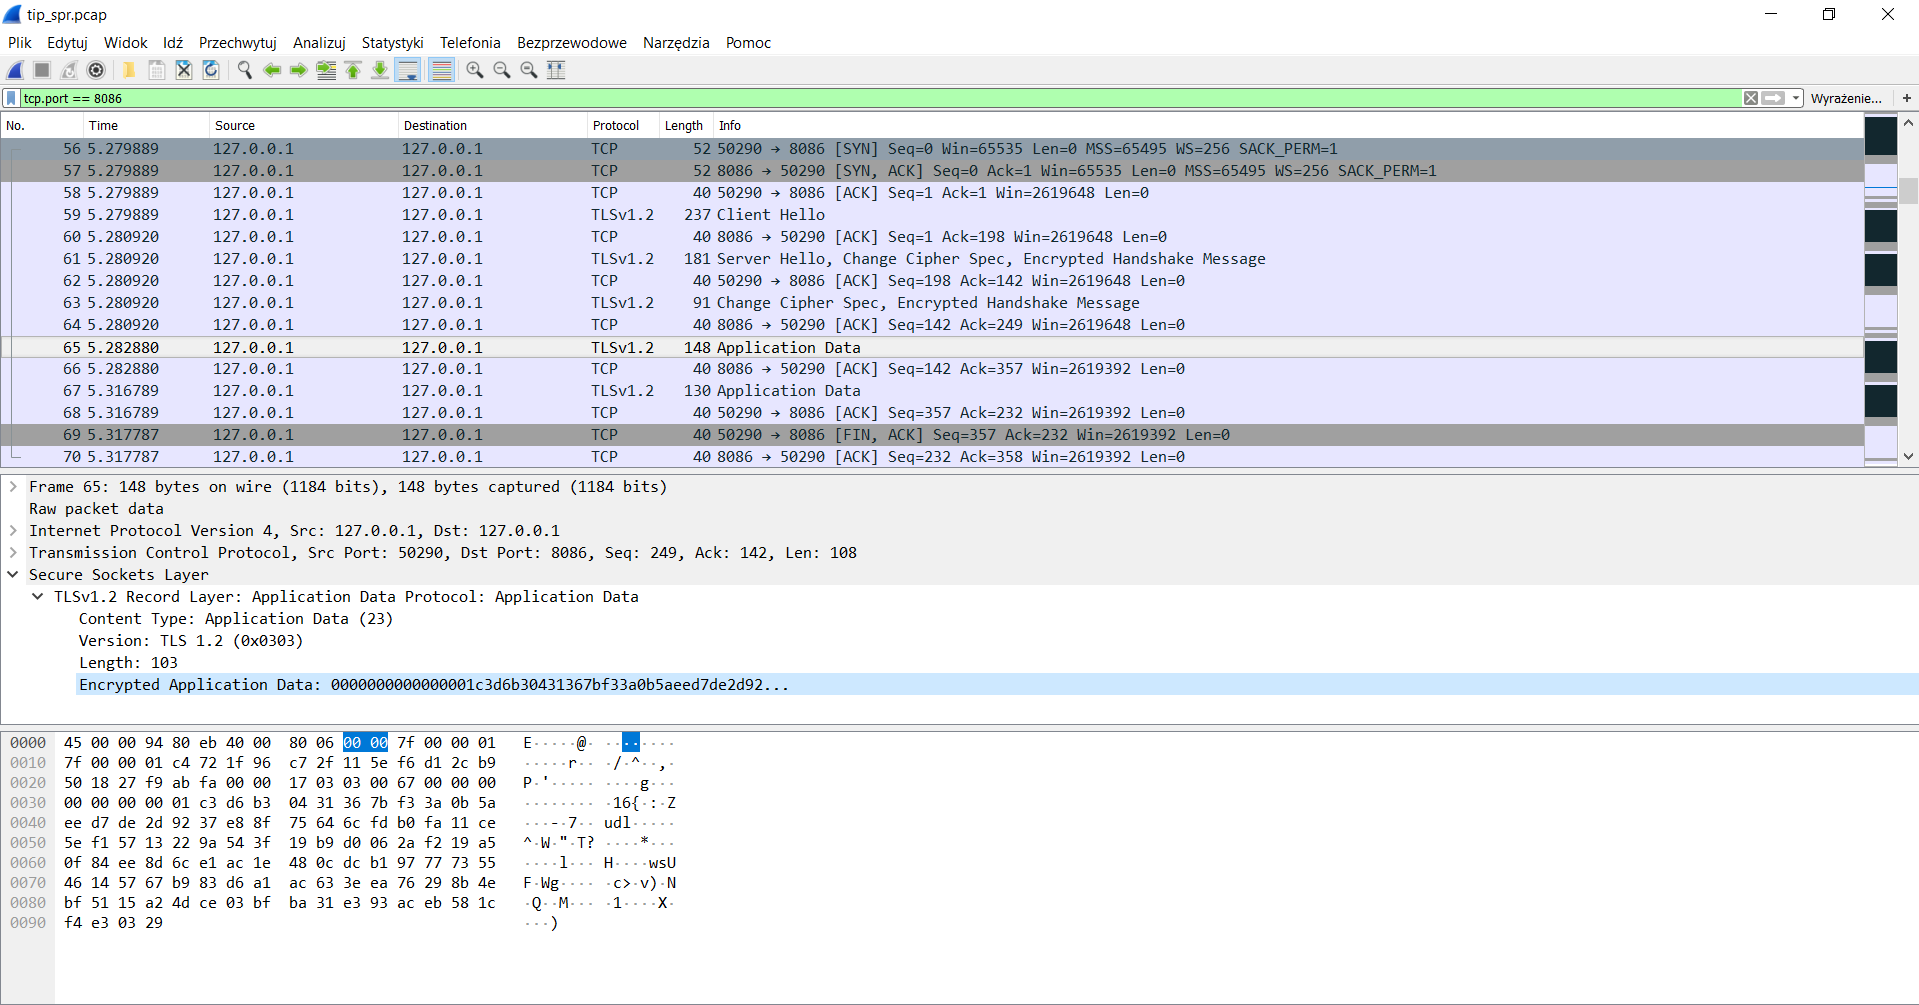 tip_spr.pcap
Plik Edytuj Widok Idź Przechwytuj Analizuj Statystyki Telefonia Bezprzewodowe Narzędzia Pomoc
tcp.port == 8086 Wyrażenie... +
No. Time Source Destination Protocol Length Info
56 5.279889 127.0.0.1 127.0.0.1 TCP 52 50290 → 8086 [SYN] Seq=0 Win=65535 Len=0 MSS=65495 WS=256 SACK_PERM=1
57 5.279889 127.0.0.1 127.0.0.1 TCP 52 8086 → 50290 [SYN, ACK] Seq=0 Ack=1 Win=65535 Len=0 MSS=65495 WS=256 SACK_PERM=1
58 5.279889 127.0.0.1 127.0.0.1 TCP 40 50290 → 8086 [ACK] Seq=1 Ack=1 Win=2619648 Len=0
59 5.279889 127.0.0.1 127.0.0.1 TLSv1.2 237 Client Hello
60 5.280920 127.0.0.1 127.0.0.1 TCP 40 8086 → 50290 [ACK] Seq=1 Ack=198 Win=2619648 Len=0
61 5.280920 127.0.0.1 127.0.0.1 TLSv1.2 181 Server Hello, Change Cipher Spec, Encrypted Handshake Message
62 5.280920 127.0.0.1 127.0.0.1 TCP 40 50290 → 8086 [ACK] Seq=198 Ack=142 Win=2619648 Len=0
63 5.280920 127.0.0.1 127.0.0.1 TLSv1.2 91 Change Cipher Spec, Encrypted Handshake Message
64 5.280920 127.0.0.1 127.0.0.1 TCP 40 8086 → 50290 [ACK] Seq=142 Ack=249 Win=2619648 Len=0
65 5.282880 127.0.0.1 127.0.0.1 TLSv1.2 148 Application Data
66 5.282880 127.0.0.1 127.0.0.1 TCP 40 8086 → 50290 [ACK] Seq=142 Ack=357 Win=2619392 Len=0
67 5.316789 127.0.0.1 127.0.0.1 TLSv1.2 130 Application Data
68 5.316789 127.0.0.1 127.0.0.1 TCP 40 50290 → 8086 [ACK] Seq=357 Ack=232 Win=2619392 Len=0
69 5.317787 127.0.0.1 127.0.0.1 TCP 40 50290 → 8086 [FIN, ACK] Seq=357 Ack=232 Win=2619392 Len=0
70 5.317787 127.0.0.1 127.0.0.1 TCP 40 8086 → 50290 [ACK] Seq=232 Ack=358 Win=2619392 Len=0
Frame 65: 148 bytes on wire (1184 bits), 148 bytes captured (1184 bits)
Raw packet data
Internet Protocol Version 4, Src: 127.0.0.1, Dst: 127.0.0.1
Transmission Control Protocol, Src Port: 50290, Dst Port: 8086, Seq: 249, Ack: 142, Len: 108
Secure Sockets Layer
TLSv1.2 Record Layer: Application Data Protocol: Application Data
Content Type: Application Data (23)
Version: TLS 1.2 (0x0303)
Length: 103
Encrypted Application Data: 0000000000000001c3d6b30431367bf33a0b5aeed7de2d92...
0000 45 00 00 94 80 eb 40 00 80 06 00 00 7f 00 00 01 E·····@· ········
0010 7f 00 00 01 c4 72 1f 96 c7 2f 11 5e f6 d1 2c b9 ·····r·· ·/·^··,·
0020 50 18 27 f9 ab fa 00 00 17 03 03 00 67 00 00 00 P·'····· ····g···
0030 00 00 00 00 01 c3 d6 b3 04 31 36 7b f3 3a 0b 5a ········ ·16{·:·Z
0040 ee d7 de 2d 92 37 e8 8f 75 64 6c fd b0 fa 11 ce ···-·7·· udl·····
0050 5e f1 57 13 22 9a 54 3f 19 b9 d0 06 2a f2 19 a5 ^·W·"·T? ····*···
0060 0f 84 ee 8d 6c e1 ac 1e 48 0c dc b1 97 77 73 55 ····l··· H····wsU
0070 46 14 57 67 b9 83 d6 a1 ac 63 3e ea 76 29 8b 4e F·Wg···· ·c>·v)·N
0080 bf 51 15 a2 4d ce 03 bf ba 31 e3 93 ac eb 58 1c ·Q··M··· ·1····X·
0090 f4 e3 03 29 ···)